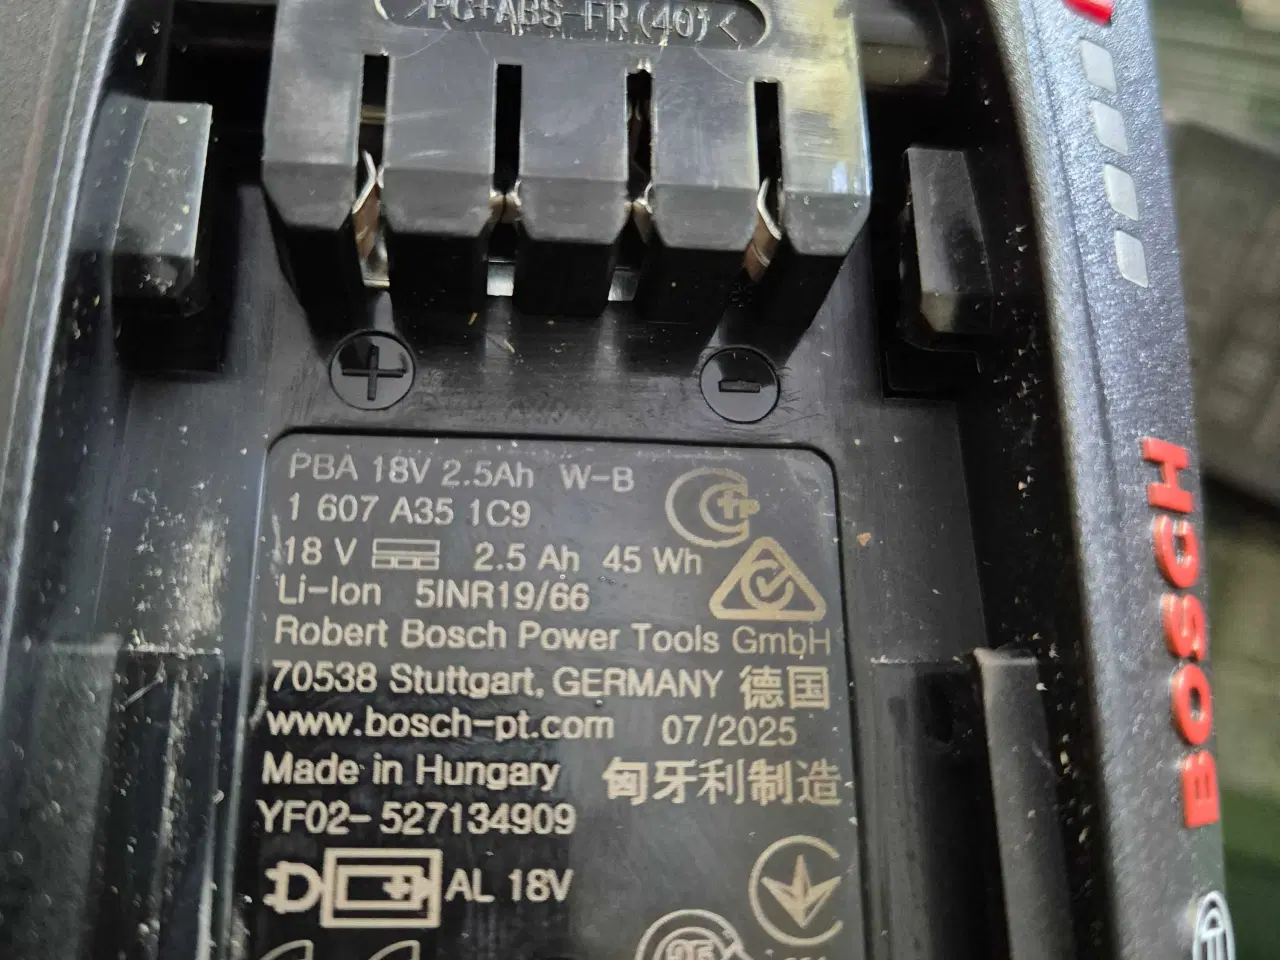 >PC+ABS-FR(40)<
PBA 18V 2.5Ah W-B
1 607 A35 1C9
18 V 2.5 Ah 45 Wh
Li-Ion 5INR19/66
Robert Bosch Power Tools GmbH
70538 Stuttgart, GERMANY 德国
www.bosch-pt.com 07/2025
Made in Hungary 匈牙利制造
YF02- 527134909
AL 18V
BOSCH